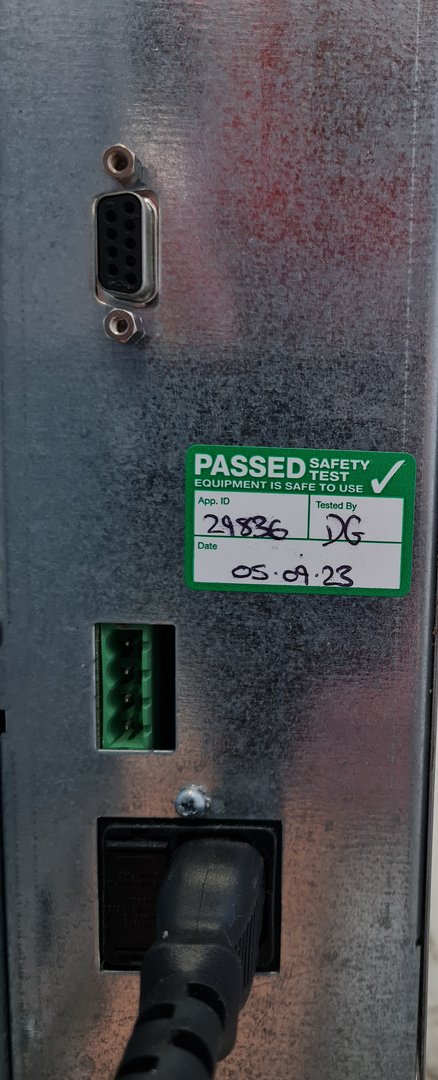 PASSED SAFETY TEST
EQUIPMENT IS SAFE TO USE
App. ID
29836
Tested By
DG
Date
05.09.23